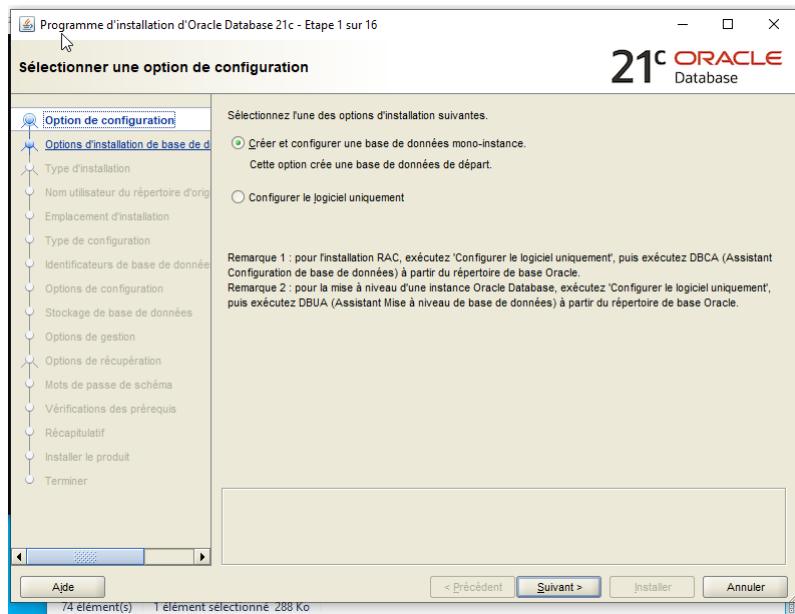 Programme d'installation d'Oracle Database 21c - Etape 1 sur 16
Sélectionner une option de configuration
21c ORACLE
Database
Option de configuration
Options d'installation de base de d
Type d'installation
Nom utilisateur du répertoire d'orig
Emplacement d'installation
Type de configuration
Identificateurs de base de donnée
Options de configuration
Stockage de base de données
Options de gestion
Options de récupération
Mots de passe de schéma
Vérifications des prérequis
Récapitulatif
Installer le produit
Terminer
Sélectionnez l'une des options d'installation suivantes.
Créer et configurer une base de données mono-instance.
Cette option crée une base de données de départ.
Configurer le logiciel uniquement
Remarque 1 : pour l'installation RAC, exécutez 'Configurer le logiciel uniquement', puis exécutez DBCA (Assistant
Configuration de base de données) à partir du répertoire de base Oracle.
Remarque 2 : pour la mise à niveau d'une instance Oracle Database, exécutez 'Configurer le logiciel uniquement',
puis exécutez DBUA (Assistant Mise à niveau de base de données) à partir du répertoire de base Oracle.
Aide
< Précédent
Suivant >
Installer
Annuler
74 élément(s) 1 élément sélectionné 288 Ko